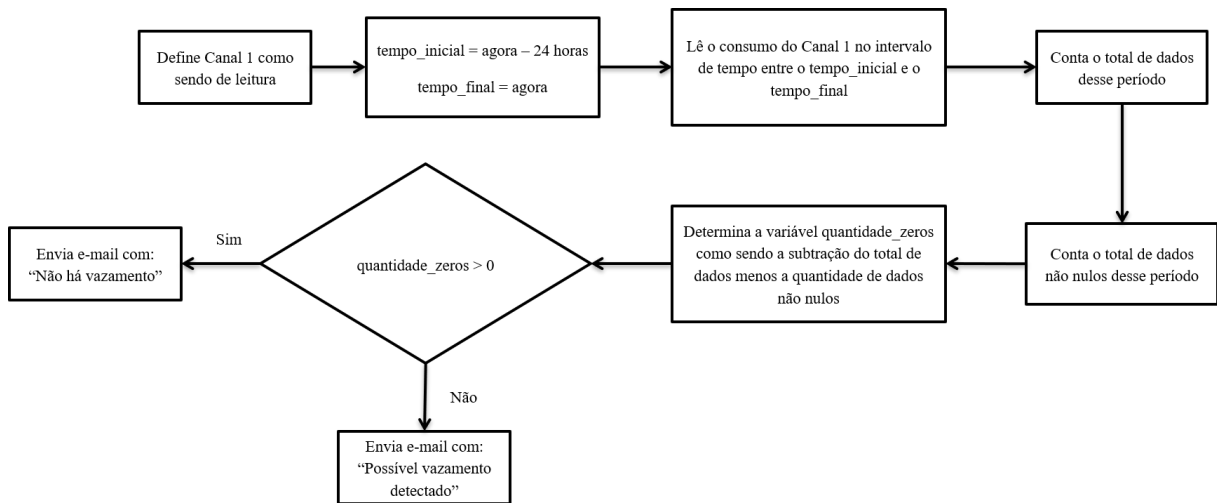 Define Canal 1 como
sendo de leitura
tempo_inicial = agora – 24 horas
tempo_final = agora
Lê o consumo do Canal 1 no intervalo
de tempo entre o tempo_inicial e o
tempo_final
Conta o total de dados
desse período
Conta o total de dados
não nulos desse período
Determina a variável quantidade_zeros
como sendo a subtração do total de
dados menos a quantidade de dados
não nulos
quantidade_zeros > 0
Sim
Envia e-mail com:
“Não há vazamento”
Não
Envia e-mail com:
“Possível vazamento
detectado”